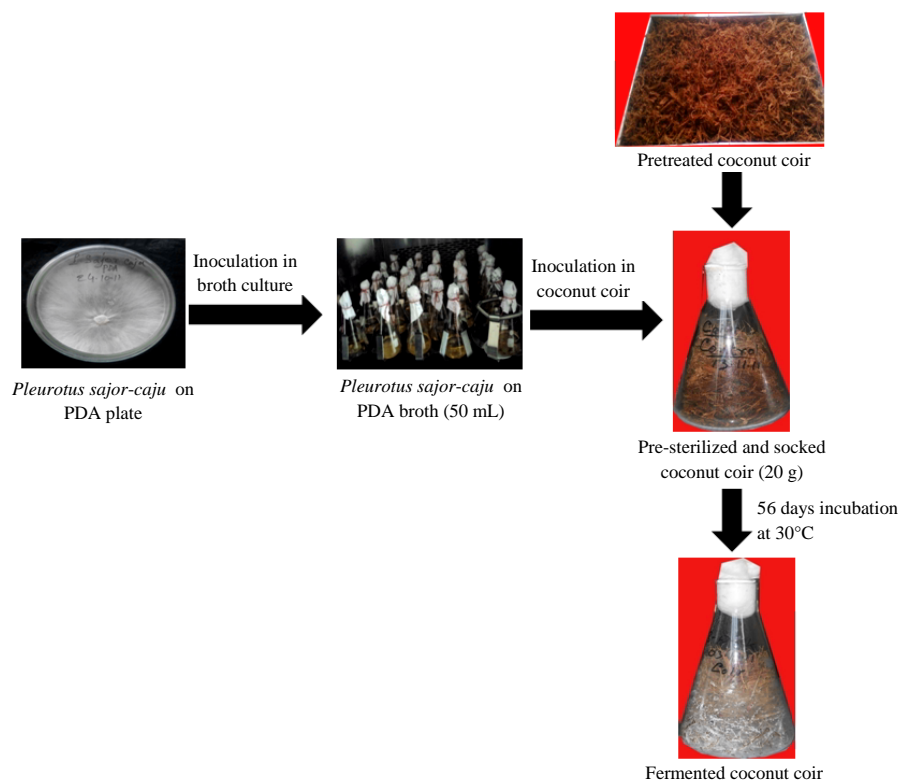 Pretreated coconut coir
Inoculation in
broth culture
Inoculation in
coconut coir
Pleurotus sajor-caju on
PDA plate
Pleurotus sajor-caju on
PDA broth (50 mL)
Control
Pre-sterilized and socked
coconut coir (20 g)
56 days incubation
at 30°C
Coir
Fermented coconut coir